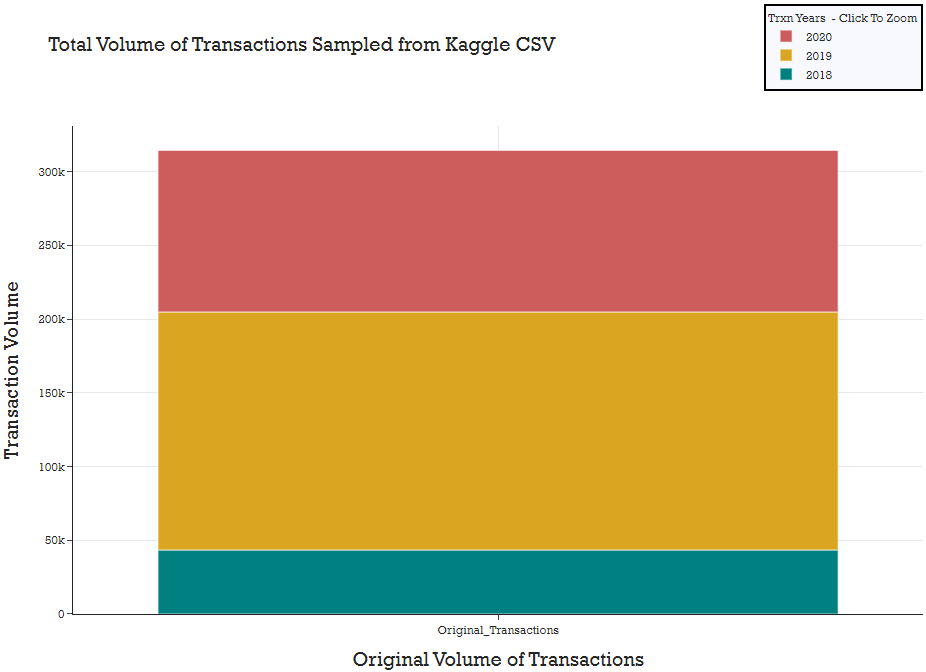 Total Volume of Transactions Sampled from Kaggle CSV
Trxn Years - Click To Zoom
2020
2019
2018
Transaction Volume
300k
250k
200k
150k
100k
50k
0
Original_Transactions
Original Volume of Transactions